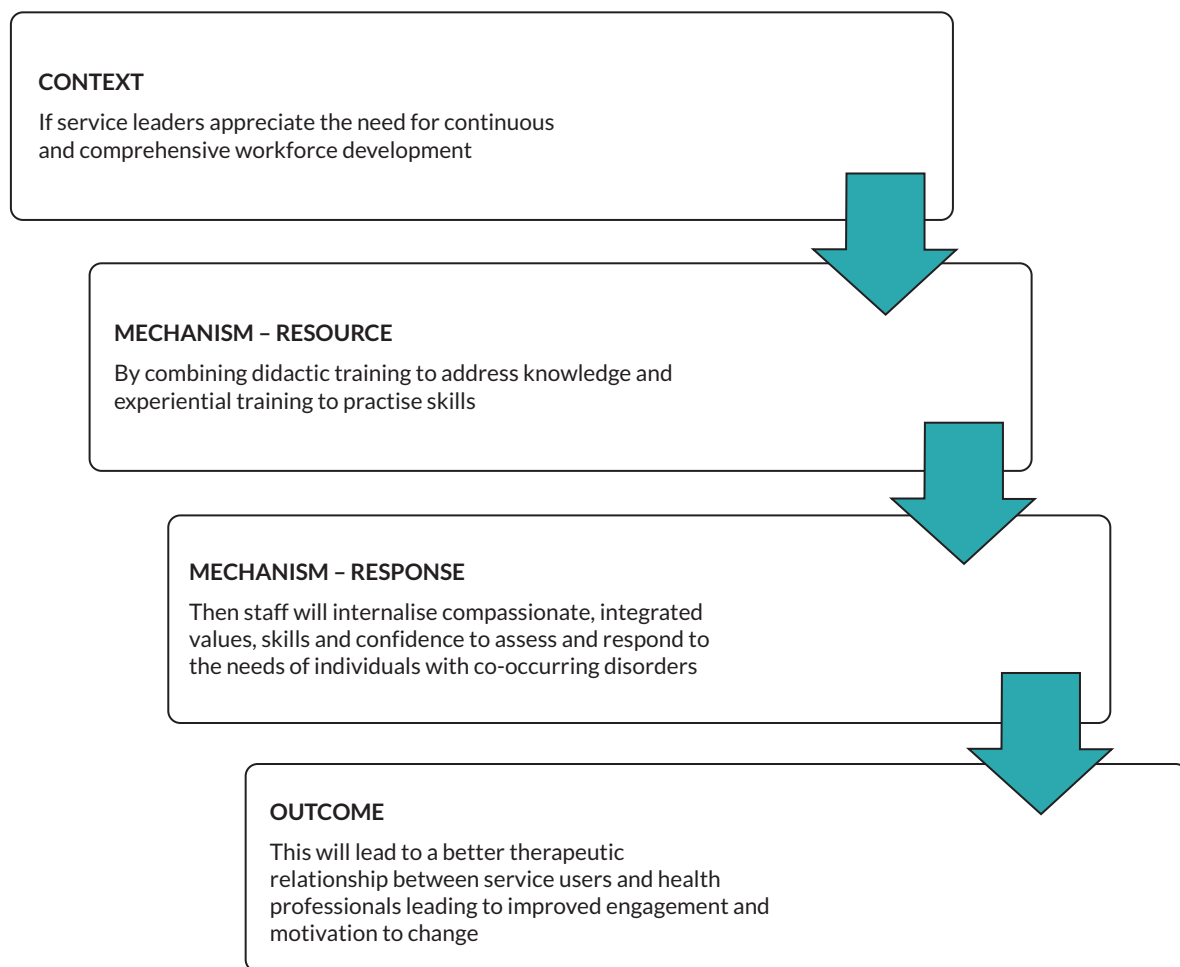 CONTEXT
If service leaders appreciate the need for continuous
and comprehensive workforce development
MECHANISM – RESOURCE
By combining didactic training to address knowledge and
experiential training to practise skills
MECHANISM – RESPONSE
Then staff will internalise compassionate, integrated
values, skills and confidence to assess and respond to
the needs of individuals with co-occurring disorders
OUTCOME
This will lead to a better therapeutic
relationship between service users and health
professionals leading to improved engagement and
motivation to change